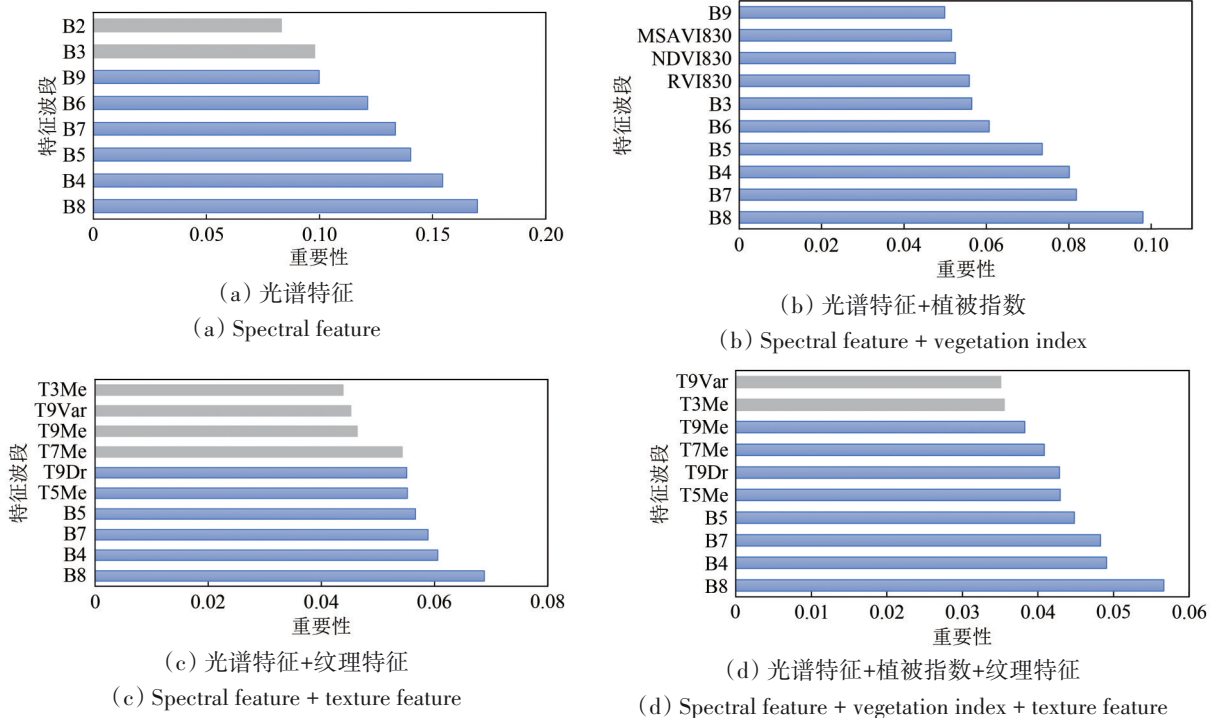 B2
B3
B9
B6
B7
B5
B4
B8
特征波段
0 0.05 0.10 0.15 0.20
重要性
（a）光谱特征
（a）Spectral feature
B9
MSAVI830
NDVI830
RVI830
B3
B6
B5
B4
B7
B8
特征波段
0 0.02 0.04 0.06 0.08 0.10
重要性
（b）光谱特征+植被指数
（b）Spectral feature + vegetation index
T3Me
T9Var
T9Me
T7Me
T9Dr
T5Me
B5
B7
B4
B8
特征波段
0 0.02 0.04 0.06 0.08
重要性
（c）光谱特征+纹理特征
（c）Spectral feature + texture feature
T9Var
T3Me
T9Me
T7Me
T9Dr
T5Me
B5
B7
B4
B8
特征波段
0 0.01 0.02 0.03 0.04 0.05 0.06
重要性
（d）光谱特征+植被指数+纹理特征
（d）Spectral feature + vegetation index + texture feature